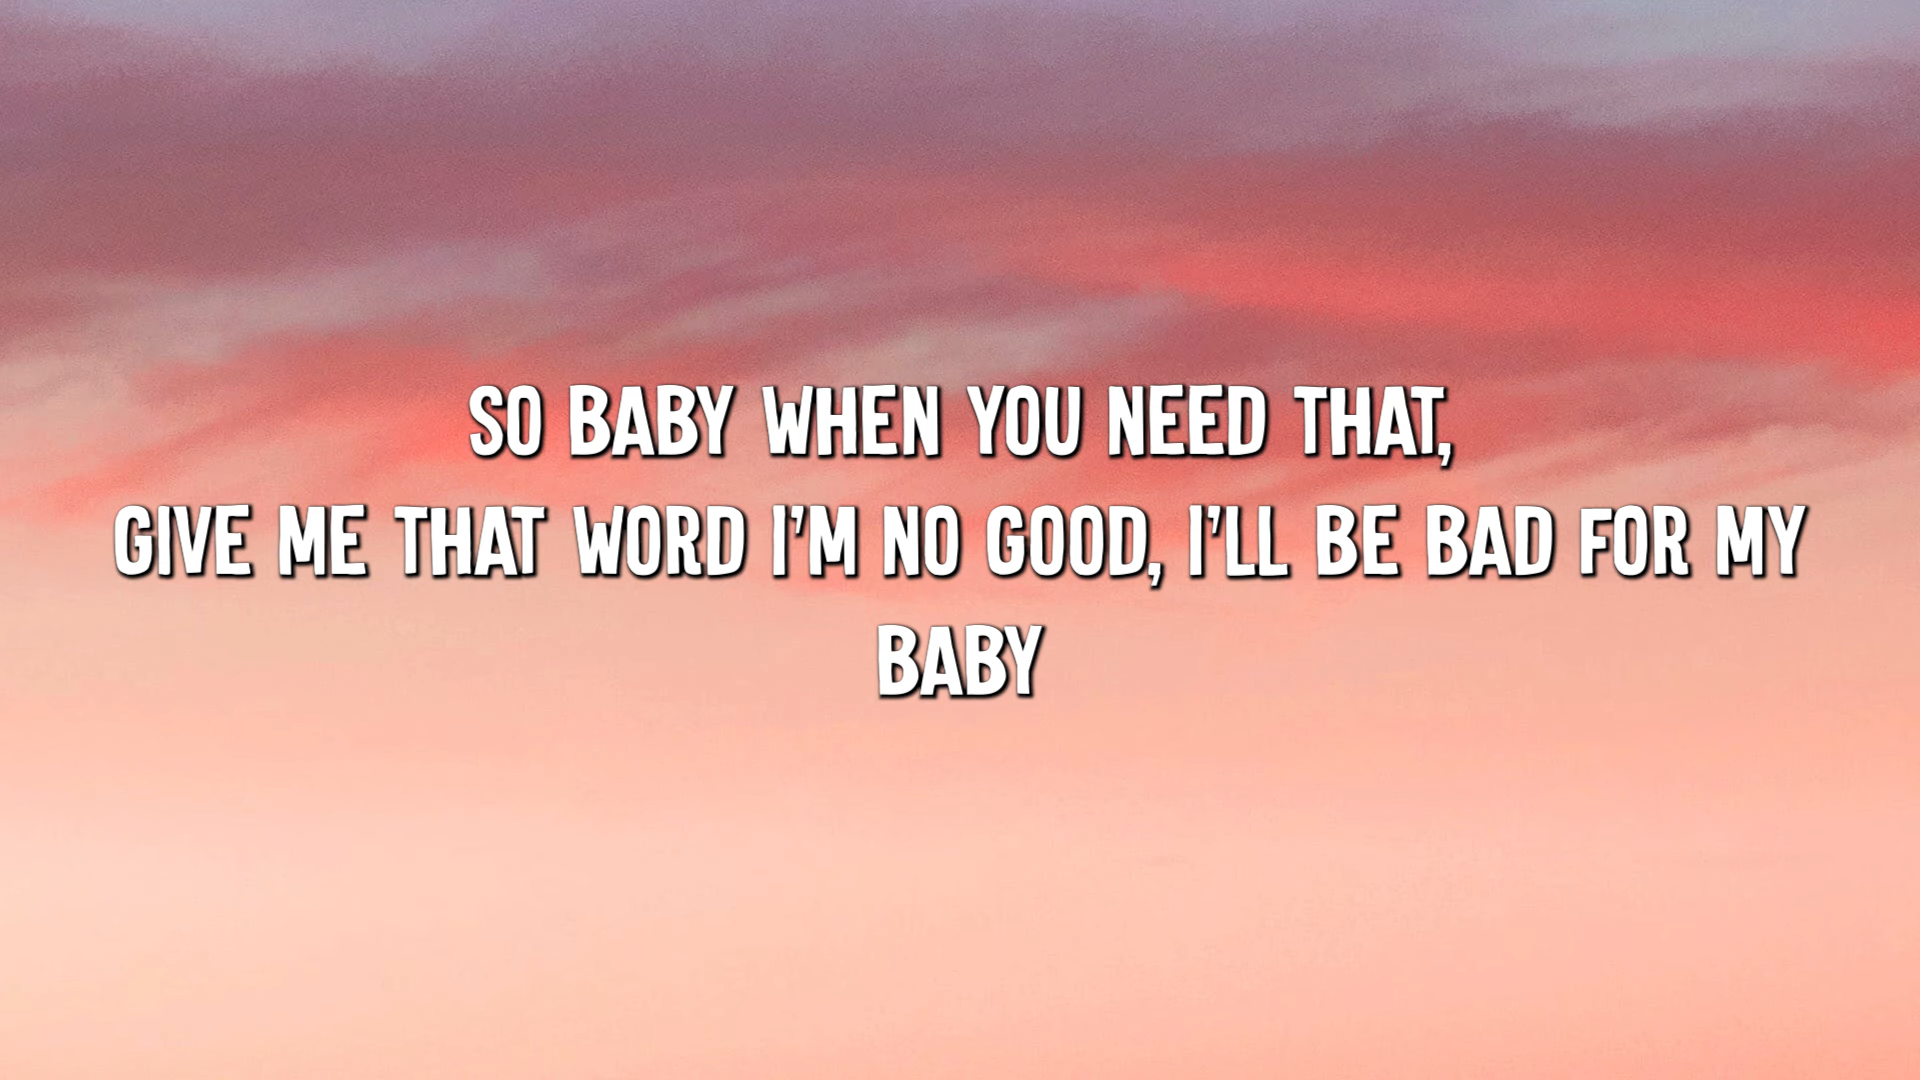 SO BABY WHEN YOU NEED THAT,
GIVE ME THAT WORD I'M NO GOOD, I'LL BE BAD FOR MY
BABY